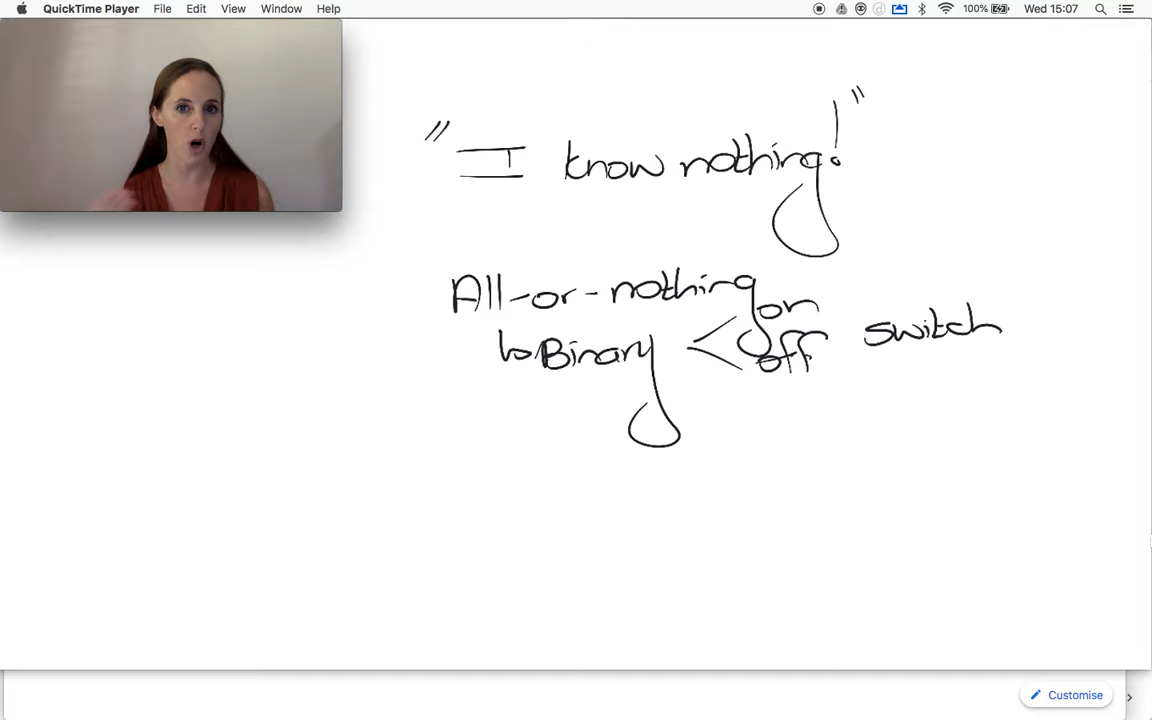 QuickTime Player File Edit View Window Help 100% Wed 15:07
"I know nothing!"
All-or-nothing
↳ Binary < on off switch
Customise